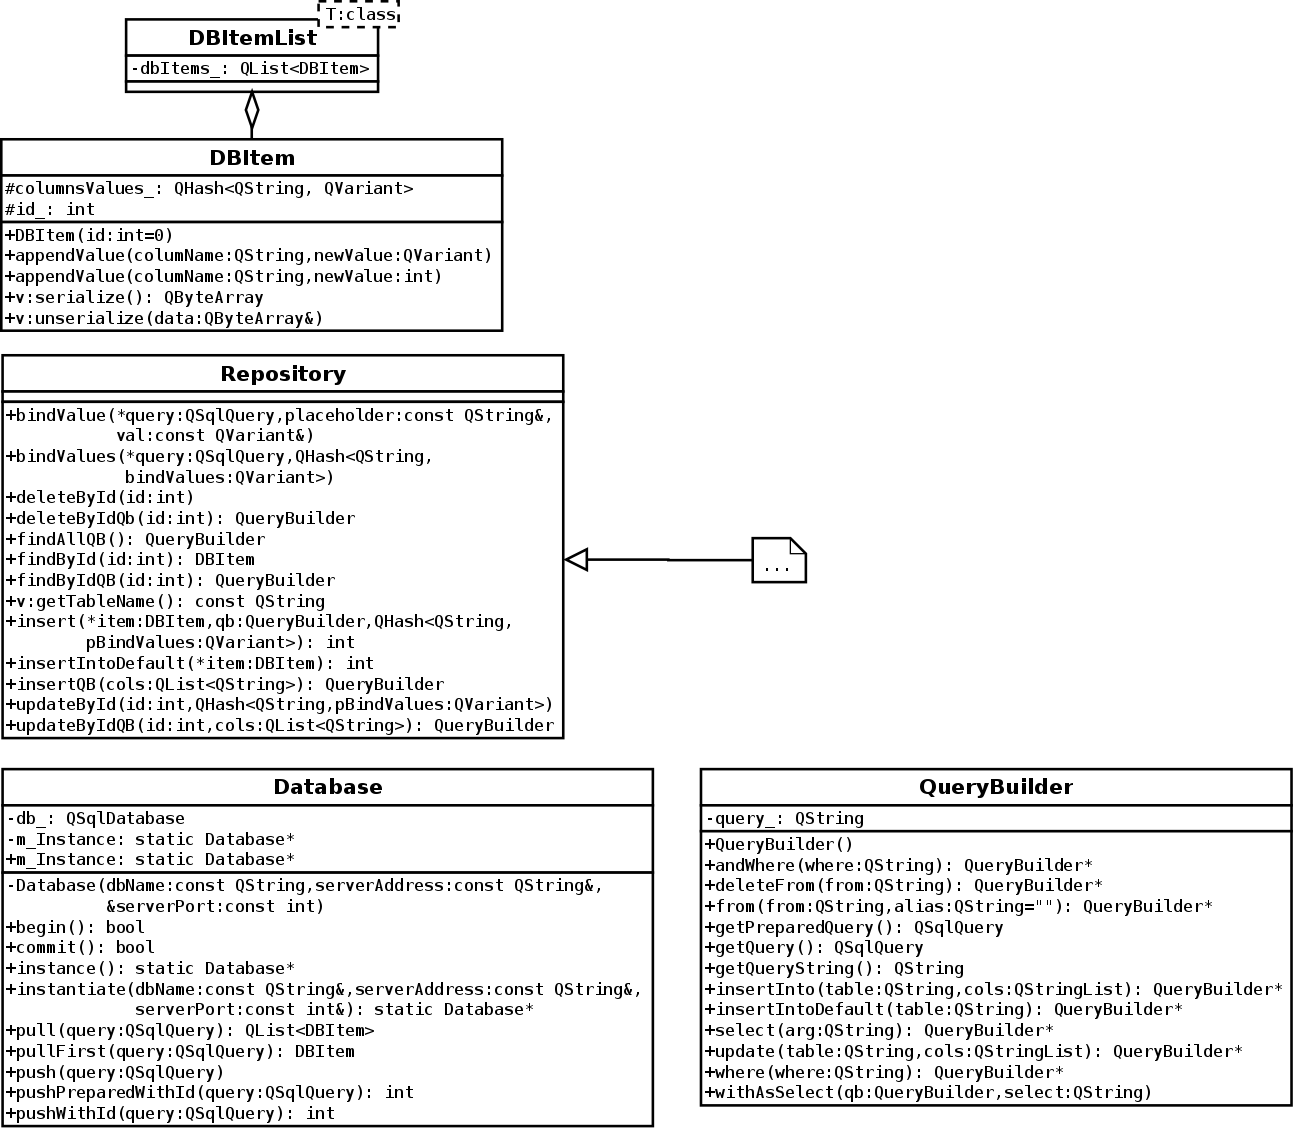 T:class
DBItemList
-dbItems_: QList<DBItem>
DBItem
#columnsValues_: QHash<QString, QVariant>
#id_: int
+DBItem(id:int=0)
+appendValue(columName:QString,newValue:QVariant)
+appendValue(columName:QString,newValue:int)
+v:serialize(): QByteArray
+v:unserialize(data:QByteArray&)
Repository
+bindValue(*query:QSqlQuery,placeholder:const QString&,
val:const QVariant&)
+bindValues(*query:QSqlQuery,QHash<QString,
bindValues:QVariant>)
+deleteById(id:int)
+deleteByIdQb(id:int): QueryBuilder
+findAllQB(): QueryBuilder
+findById(id:int): DBItem
+findByIdQB(id:int): QueryBuilder
+v:getTableName(): const QString
+insert(*item:DBItem,qb:QueryBuilder,QHash<QString,
pBindValues:QVariant>): int
+insertIntoDefault(*item:DBItem): int
+insertQB(cols:QList<QString>): QueryBuilder
+updateById(id:int,QHash<QString,pBindValues:QVariant>)
+updateByIdQB(id:int,cols:QList<QString>): QueryBuilder
...
Database
-db_: QSqlDatabase
-m_Instance: static Database*
+m_Instance: static Database*
-Database(dbName:const QString,serverAddress:const QString&,
&serverPort:const int)
+begin(): bool
+commit(): bool
+instance(): static Database*
+instantiate(dbName:const QString&,serverAddress:const QString&,
serverPort:const int&): static Database*
+pull(query:QSqlQuery): QList<DBItem>
+pullFirst(query:QSqlQuery): DBItem
+push(query:QSqlQuery)
+pushPreparedWithId(query:QSqlQuery): int
+pushWithId(query:QSqlQuery): int
QueryBuilder
-query_: QString
+QueryBuilder()
+andWhere(where:QString): QueryBuilder*
+deleteFrom(from:QString): QueryBuilder*
+from(from:QString,alias:QString=""): QueryBuilder*
+getPreparedQuery(): QSqlQuery
+getQuery(): QSqlQuery
+getQueryString(): QString
+insertInto(table:QString,cols:QStringList): QueryBuilder*
+insertIntoDefault(table:QString): QueryBuilder*
+select(arg:QString): QueryBuilder*
+update(table:QString,cols:QStringList): QueryBuilder*
+where(where:QString): QueryBuilder*
+withAsSelect(qb:QueryBuilder,select:QString)